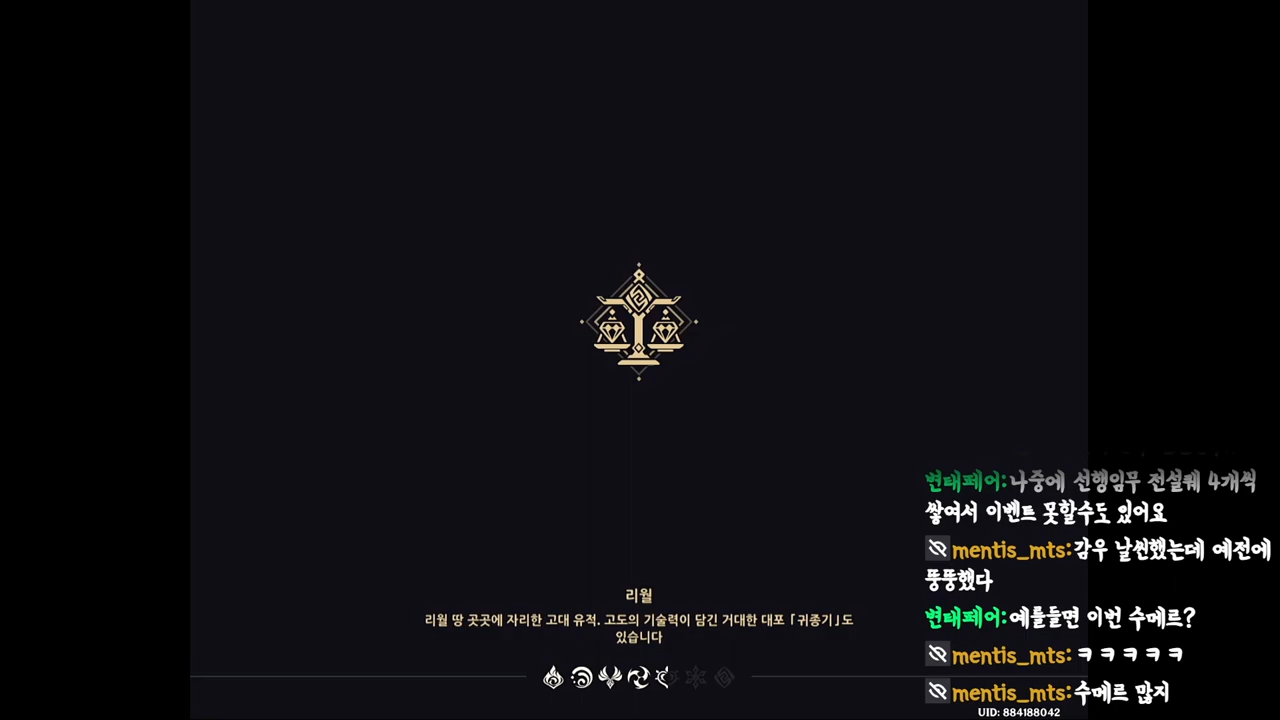 리월
리월 땅 곳곳에 자리한 고대 유적. 고도의 기술력이 담긴 거대한 대포 「귀종기」도
있습니다
변태페어:나중에 선행임무 전설퀘 4개씩
쌓여서 이벤트 못할수도 있어요
mentis_mts:감우 날씬했는데 예전에
뚱뚱했다
변태페어:예를들면 이번 수메르?
mentis_mts:ㅋㅋㅋㅋㅋ
mentis_mts:수메르 많지
UID: 884188042